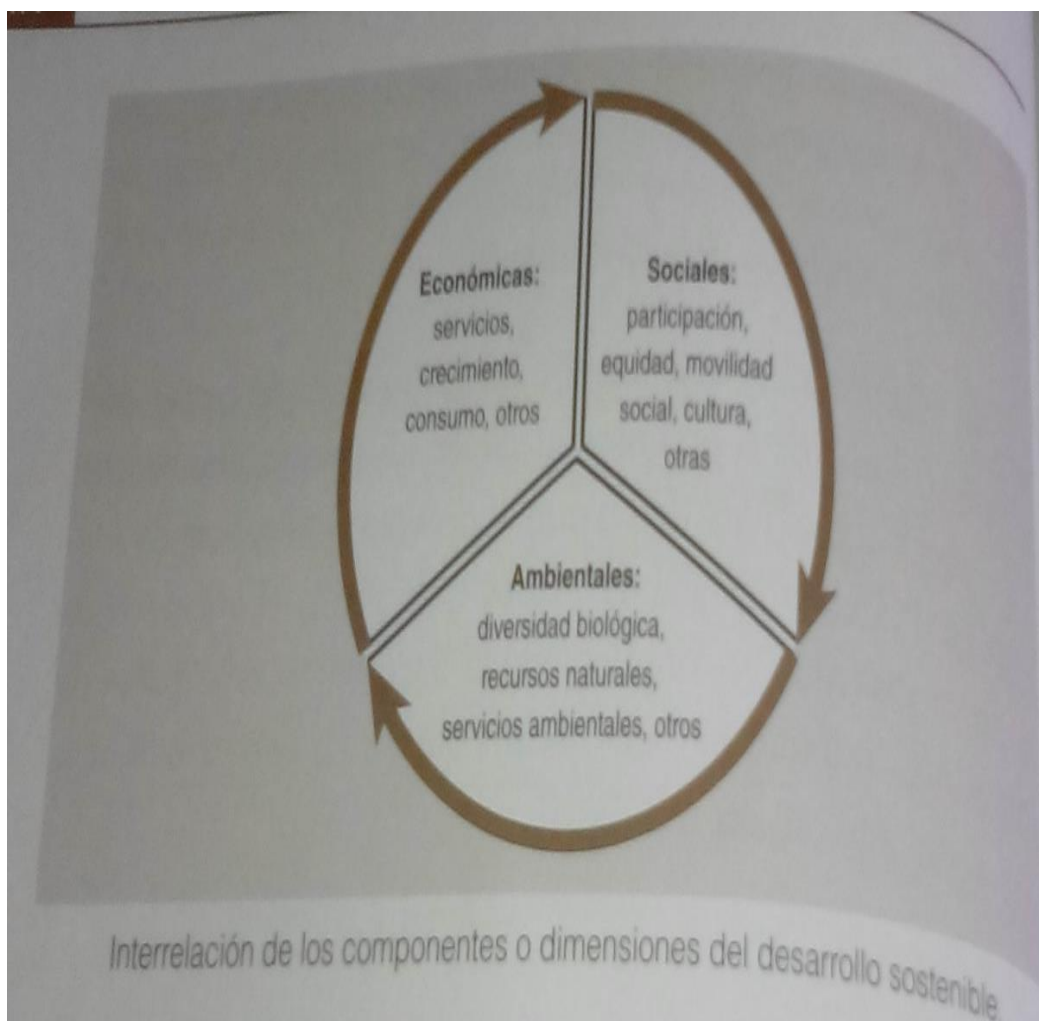 Económicas:
servicios,
crecimiento,
consumo, otros
Sociales:
participación,
equidad, movilidad
social, cultura,
otras
Ambientales:
diversidad biológica,
recursos naturales,
servicios ambientales, otros
Interrelación de los componentes o dimensiones del desarrollo sostenible.